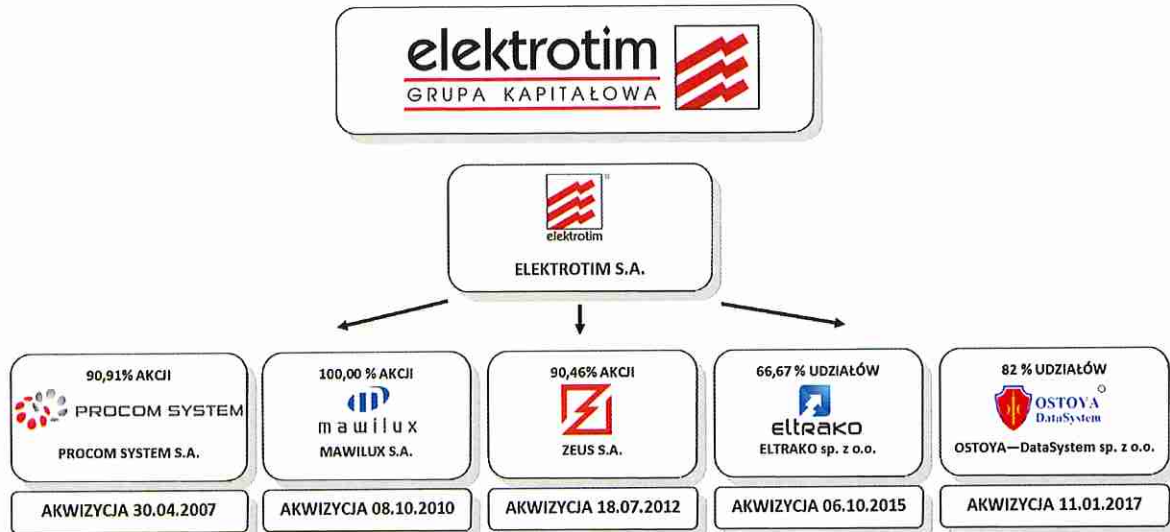 elektrotim
GRUPA KAPITAŁOWA
elektrotim
ELEKTROTIM S.A.
90,91% AKCJI
PROCOM SYSTEM
PROCOM SYSTEM S.A.
AKWIZYCJA 30.04.2007
100,00 % AKCJI
mawilux
MAWILUX S.A.
AKWIZYCJA 08.10.2010
90,46% AKCJI
ZEUS S.A.
AKWIZYCJA 18.07.2012
66,67 % UDZIAŁÓW
ELTRAKO
ELTRAKO sp. z o.o.
AKWIZYCJA 06.10.2015
82 % UDZIAŁÓW
OSTOYA
DataSystem
OSTOYA—DataSystem sp. z o.o.
AKWIZYCJA 11.01.2017